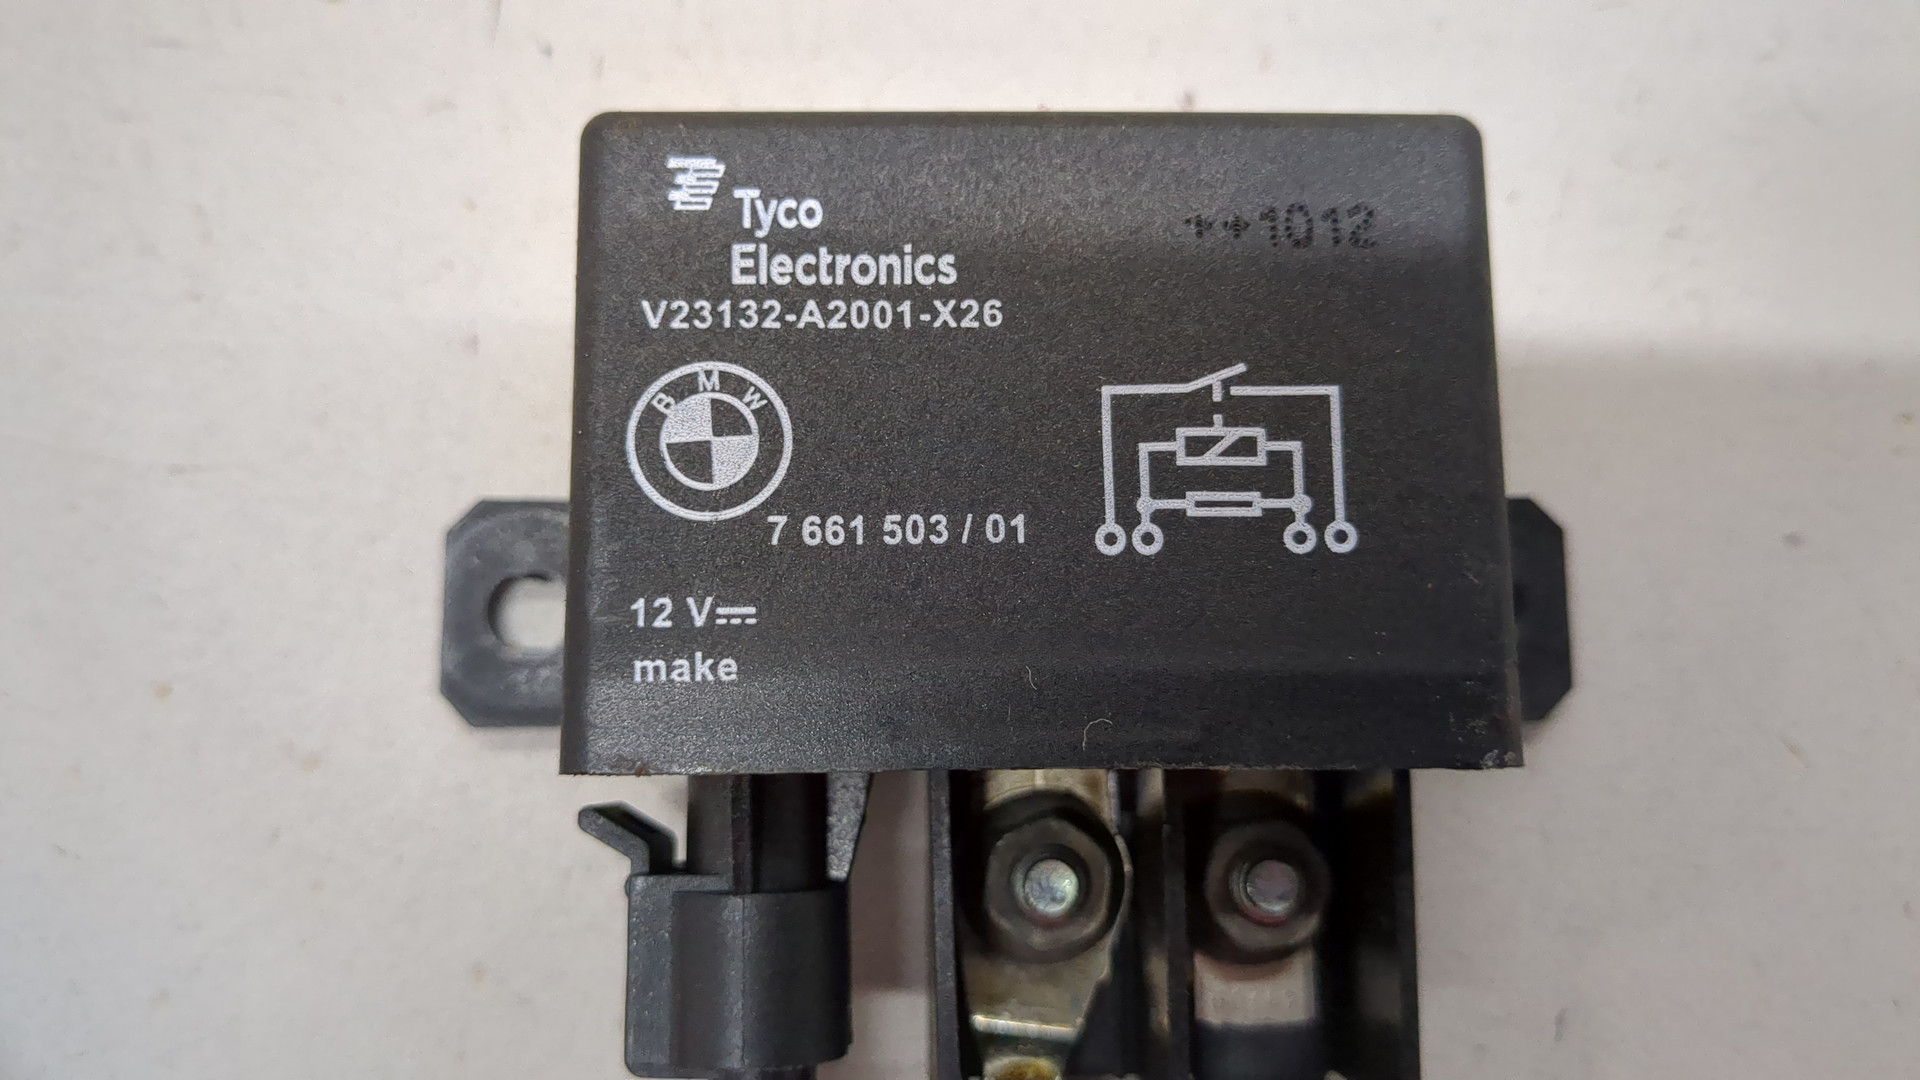 Tyco
Electronics
1012
V23132-A2001-X26
BMW
7 661 503 / 01
12 V⎓
make